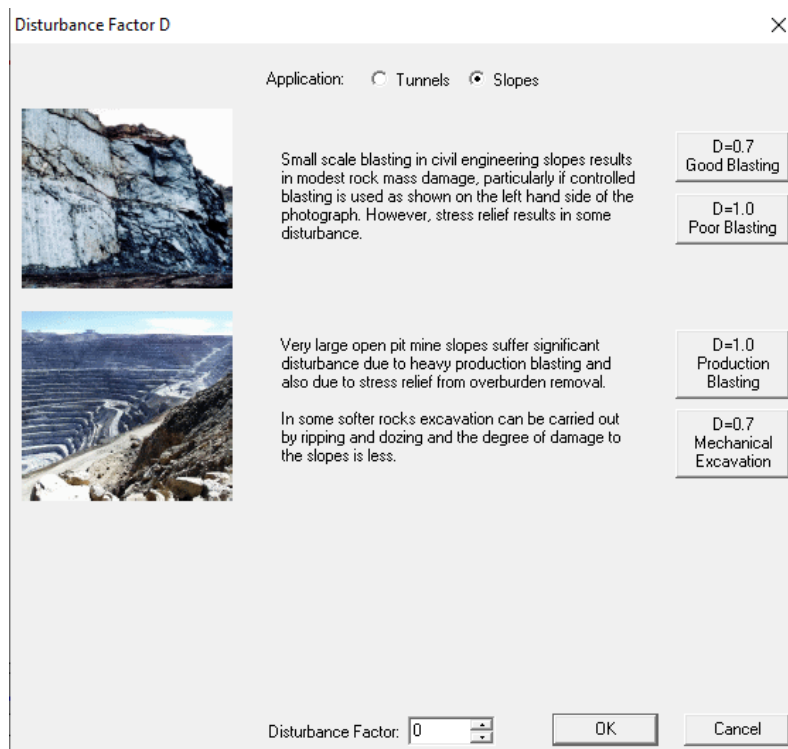 Disturbance Factor D
Application:
Tunnels
Slopes
Small scale blasting in civil engineering slopes results
in modest rock mass damage, particularly if controlled
blasting is used as shown on the left hand side of the
photograph. However, stress relief results in some
disturbance.
D=0.7
Good Blasting
D=1.0
Poor Blasting
Very large open pit mine slopes suffer significant
disturbance due to heavy production blasting and
also due to stress relief from overburden removal.
In some softer rocks excavation can be carried out
by ripping and dozing and the degree of damage to
the slopes is less.
D=1.0
Production
Blasting
D=0.7
Mechanical
Excavation
Disturbance Factor:
0
OK
Cancel